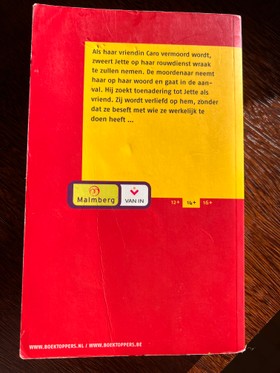 Als haar vriendin Caro vermoord wordt,
zweert Jette op haar rouwdienst wraak
te zullen nemen. De moordenaar neemt
haar op haar woord en gaat in de aan-
val. Hij zoekt toenadering tot Jette als
vriend. Zij wordt verliefd op hem, zonder
dat ze beseft met wie ze werkelijk te
doen heeft ...
Malmberg
VAN IN
12+ 14+ 16+
WWW.BOEKTOPPERS.NL / WWW.BOEKTOPPERS.BE